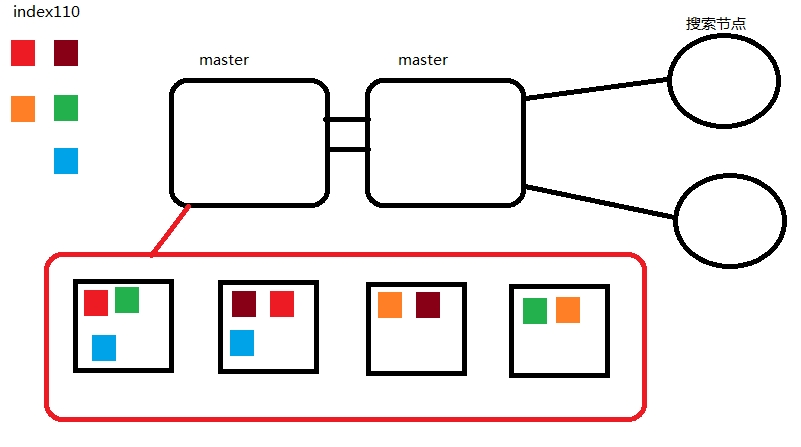 index110
搜索节点
master
master